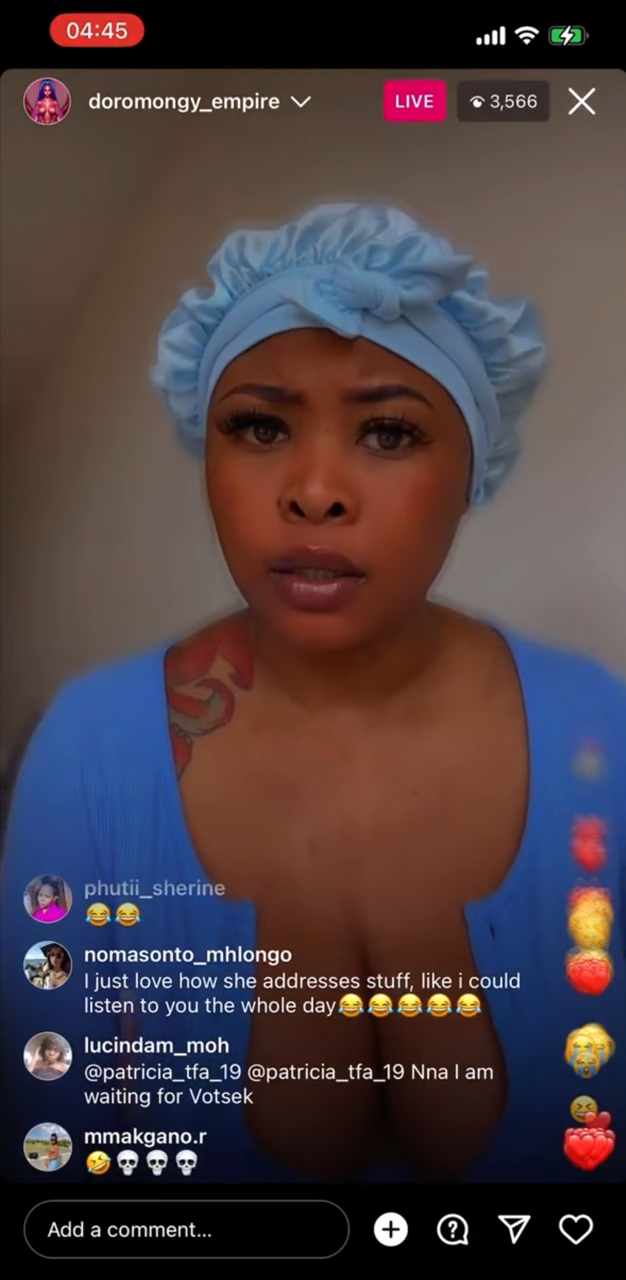 04:45
doromongy_empire
LIVE
3,566
phutii_sherine
😂😂
nomasonto_mhlongo
I just love how she addresses stuff, like i could
listen to you the whole day😂😂😂😂😂
lucindam_moh
@patricia_tfa_19 @patricia_tfa_19 Nna I am
waiting for Votsek
mmakgano.r
🤣💀💀💀
Add a comment...